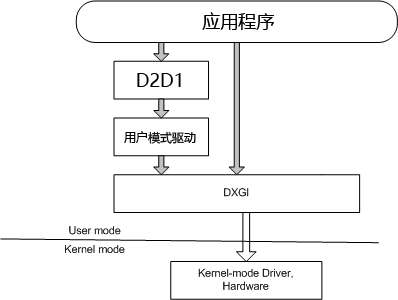 应用程序
D2D1
用户模式驱动
DXGI
User mode
Kernel mode
Kernel-mode Driver,
Hardware